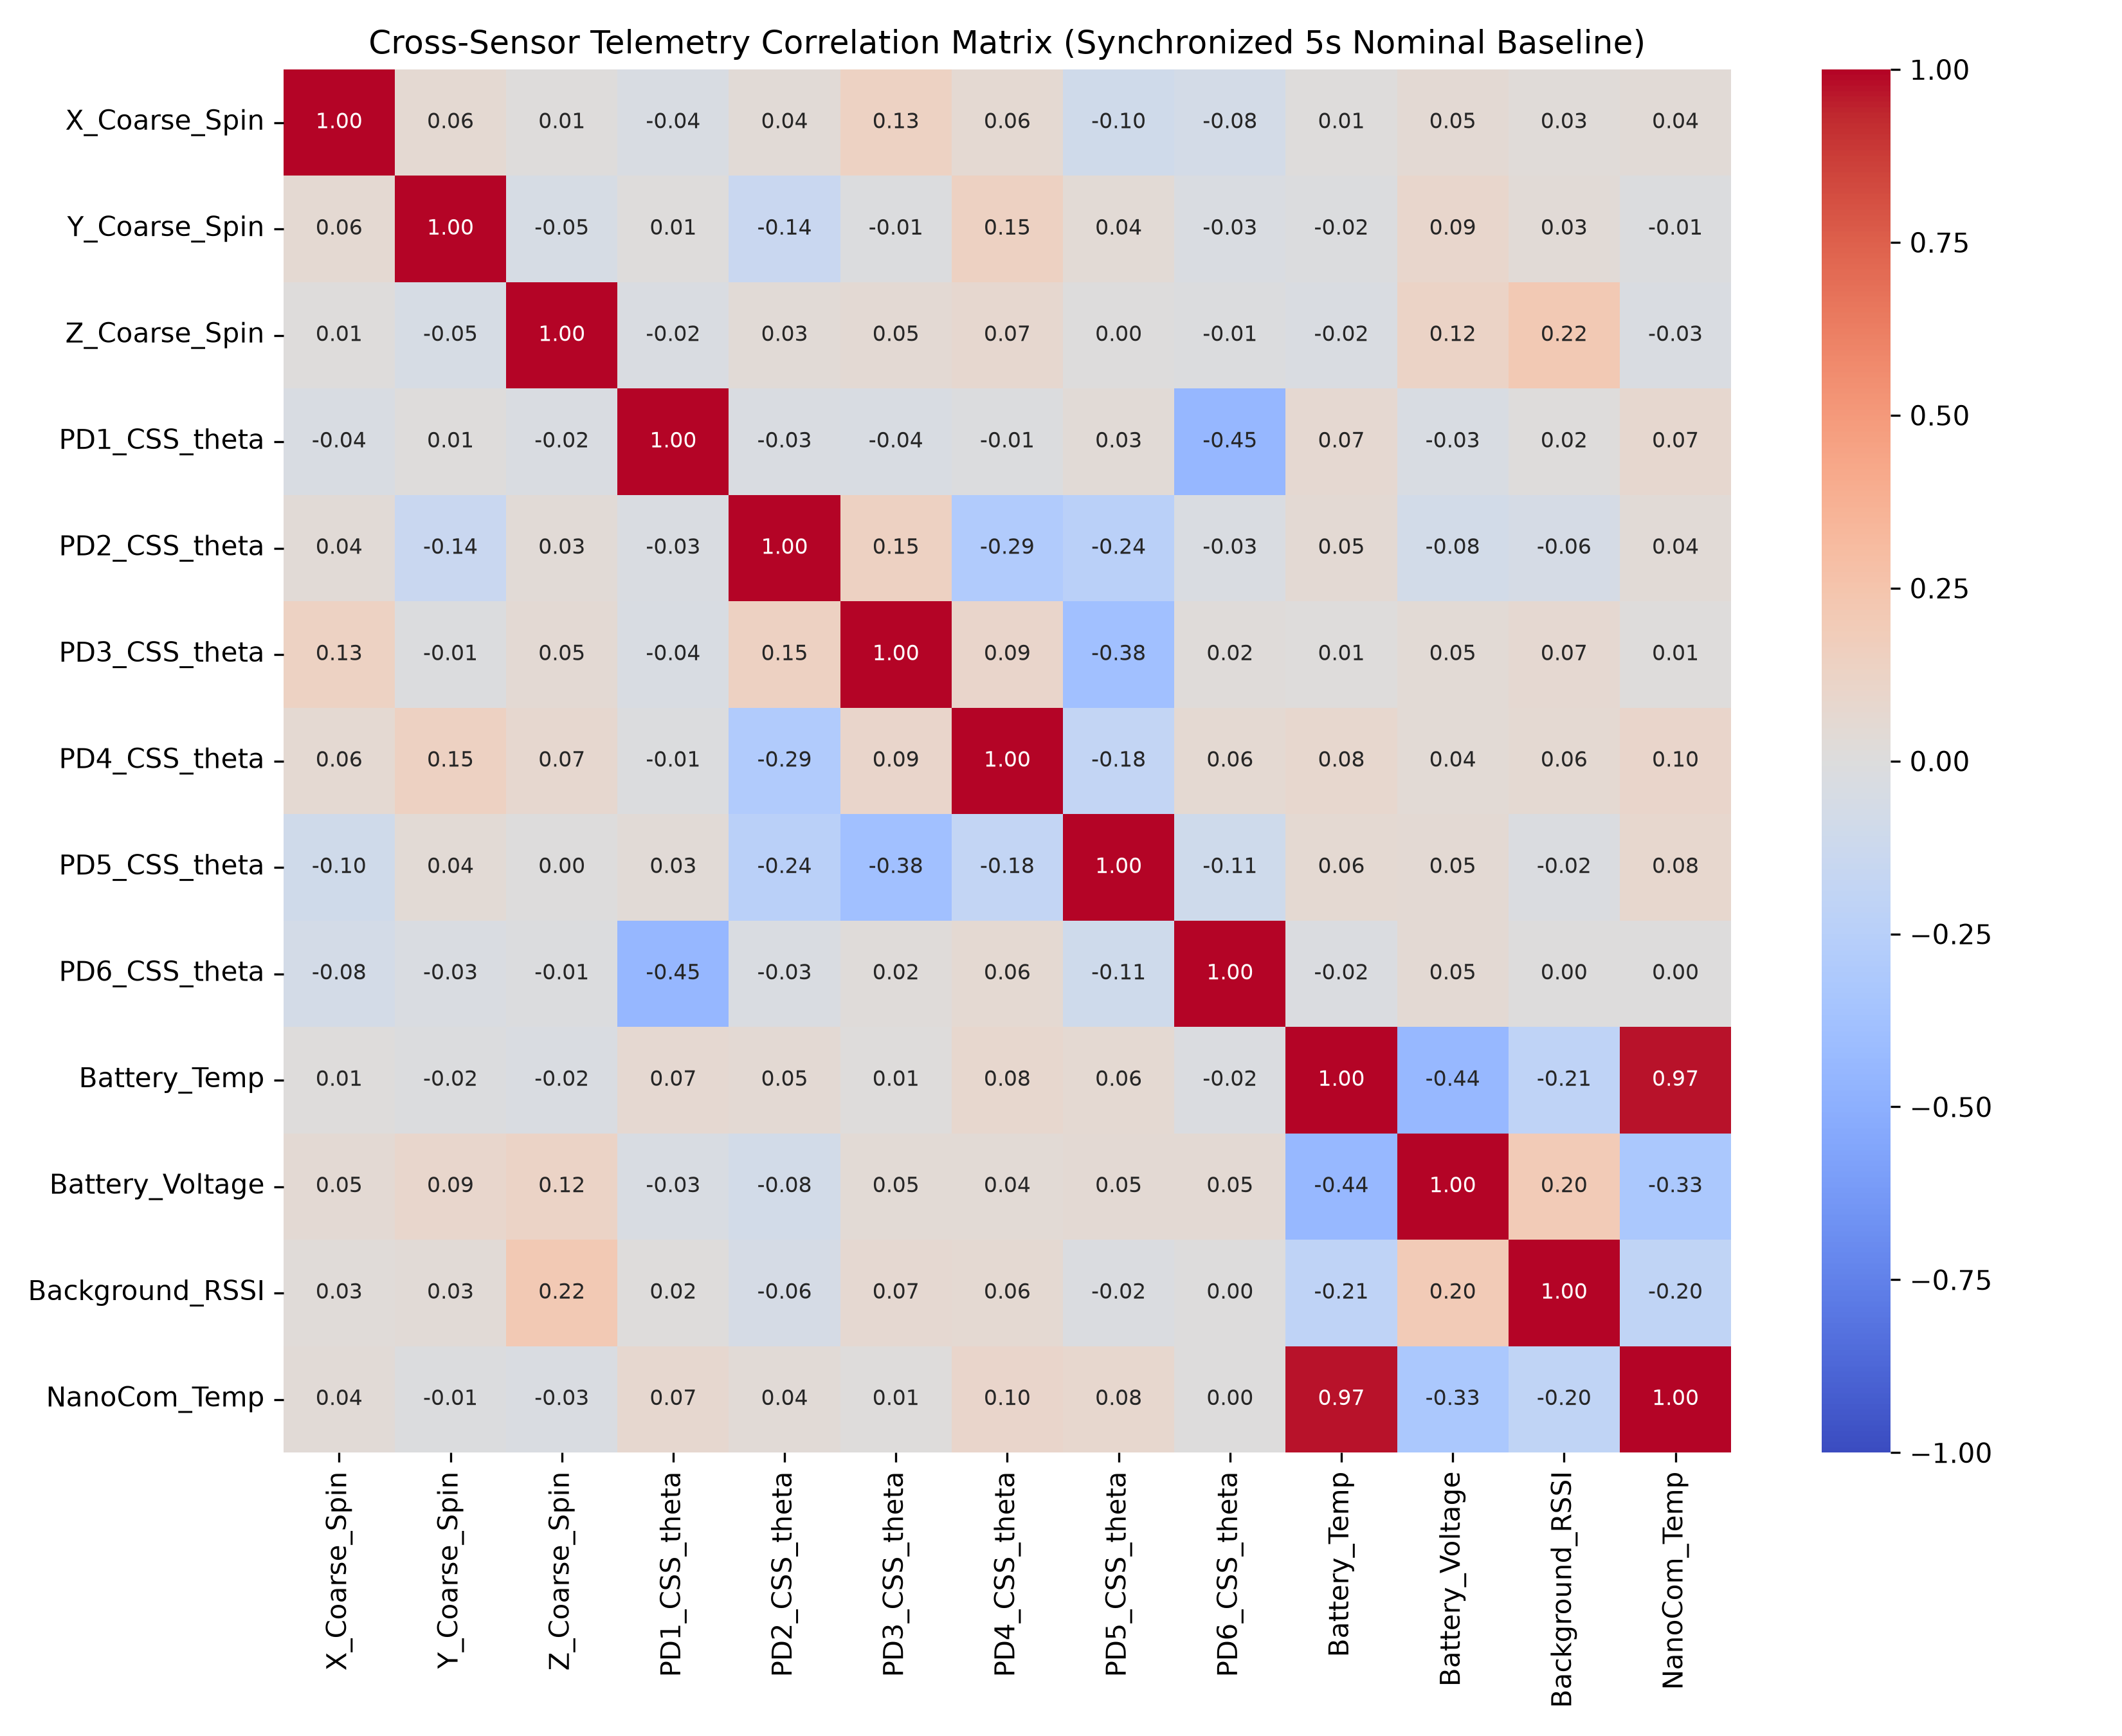 Cross-Sensor Telemetry Correlation Matrix (Synchronized 5s Nominal Baseline)
X_Coarse_Spin 1.00 0.06 0.01 -0.04 0.04 0.13 0.06 -0.10 -0.08 0.01 0.05 0.03 0.04
Y_Coarse_Spin 0.06 1.00 -0.05 0.01 -0.14 -0.01 0.15 0.04 -0.03 -0.02 0.09 0.03 -0.01
Z_Coarse_Spin 0.01 -0.05 1.00 -0.02 0.03 0.05 0.07 0.00 -0.01 -0.02 0.12 0.22 -0.03
PD1_CSS_theta -0.04 0.01 -0.02 1.00 -0.03 -0.04 -0.01 0.03 -0.45 0.07 -0.03 0.02 0.07
PD2_CSS_theta 0.04 -0.14 0.03 -0.03 1.00 0.15 -0.29 -0.24 -0.03 0.05 -0.08 -0.06 0.04
PD3_CSS_theta 0.13 -0.01 0.05 -0.04 0.15 1.00 0.09 -0.38 0.02 0.01 0.05 0.07 0.01
PD4_CSS_theta 0.06 0.15 0.07 -0.01 -0.29 0.09 1.00 -0.18 0.06 0.08 0.04 0.06 0.10
PD5_CSS_theta -0.10 0.04 0.00 0.03 -0.24 -0.38 -0.18 1.00 -0.11 0.06 0.05 -0.02 0.08
PD6_CSS_theta -0.08 -0.03 -0.01 -0.45 -0.03 0.02 0.06 -0.11 1.00 -0.02 0.05 0.00 0.00
Battery_Temp 0.01 -0.02 -0.02 0.07 0.05 0.01 0.08 0.06 -0.02 1.00 -0.44 -0.21 0.97
Battery_Voltage 0.05 0.09 0.12 -0.03 -0.08 0.05 0.04 0.05 0.05 -0.44 1.00 0.20 -0.33
Background_RSSI 0.03 0.03 0.22 0.02 -0.06 0.07 0.06 -0.02 0.00 -0.21 0.20 1.00 -0.20
NanoCom_Temp 0.04 -0.01 -0.03 0.07 0.04 0.01 0.10 0.08 0.00 0.97 -0.33 -0.20 1.00
X_Coarse_Spin
Y_Coarse_Spin
Z_Coarse_Spin
PD1_CSS_theta
PD2_CSS_theta
PD3_CSS_theta
PD4_CSS_theta
PD5_CSS_theta
PD6_CSS_theta
Battery_Temp
Battery_Voltage
Background_RSSI
NanoCom_Temp
1.00
0.75
0.50
0.25
0.00
−0.25
−0.50
−0.75
−1.00